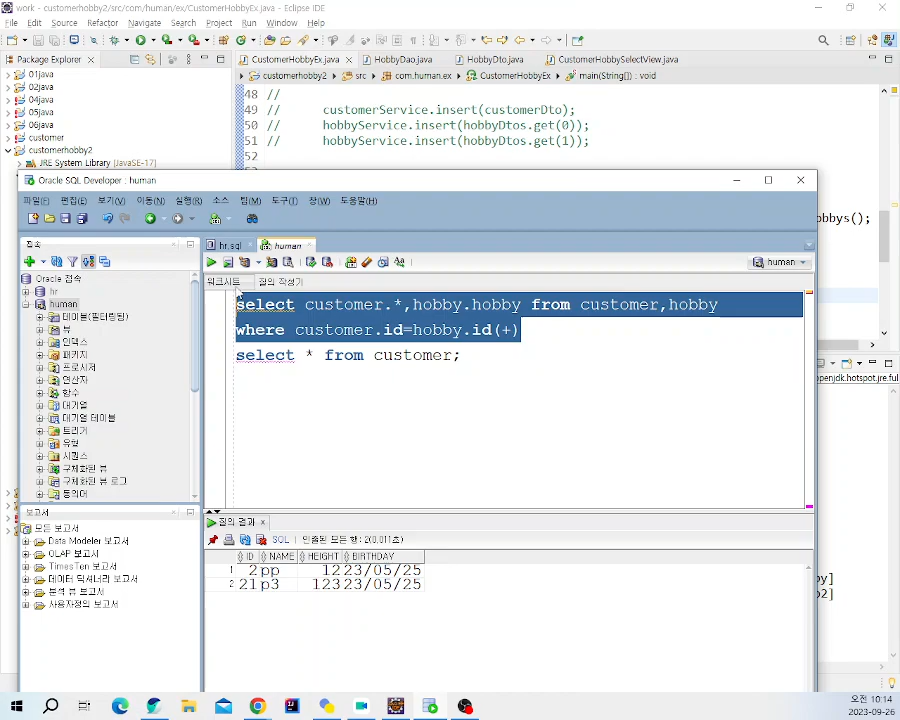 work - customerhobby2/src/com/human/ex/CustomerHobbyEx.java - Eclipse IDE
File Edit Source Refactor Navigate Search Project Run Window Help
Package Explorer
CustomerHobbyEx.java HobbyDao.java HobbyDto.java CustomerHobbySelectView.java
customerhobby2 src com.human.ex CustomerHobbyEx main(String[]) : void
01java
02java
04java
05java
06java
customer
customerhobby2
JRE System Library [JavaSE-17]
48 //
49 // customerService.insert(customerDto);
50 // hobbyService.insert(hobbyDtos.get(0));
51 // hobbyService.insert(hobbyDtos.get(1));
52
obbys();
openjdk.hotspot.jre.ful
by]
b2]
Oracle SQL Developer : human
파일(F) 편집(E) 보기(V) 이동(N) 실행(R) 소스 팀(M) 도구(T) 창(W) 도움말(H)
접속
hr.sql human
human
워크시트 질의 작성기
Oracle 접속
hr
human
테이블(필터링됨)
뷰
인덱스
패키지
프로시저
연산자
함수
대기열
대기열 테이블
트리거
유형
시퀀스
구체화된 뷰
구체화된 뷰 로그
동의어
select customer.*,hobby.hobby from customer,hobby
where customer.id=hobby.id(+)
select * from customer;
보고서
모든 보고서
Data Modeler 보고서
OLAP 보고서
TimesTen 보고서
데이터 딕셔너리 보고서
분석 뷰 보고서
사용자정의 보고서
질의 결과
SQL | 인출된 모든 행: 2(0.011초)
ID NAME HEIGHT BIRTHDAY
1 2 pp 12 23/05/25
2 21 p3 123 23/05/25
오전 10:14
2023-09-26